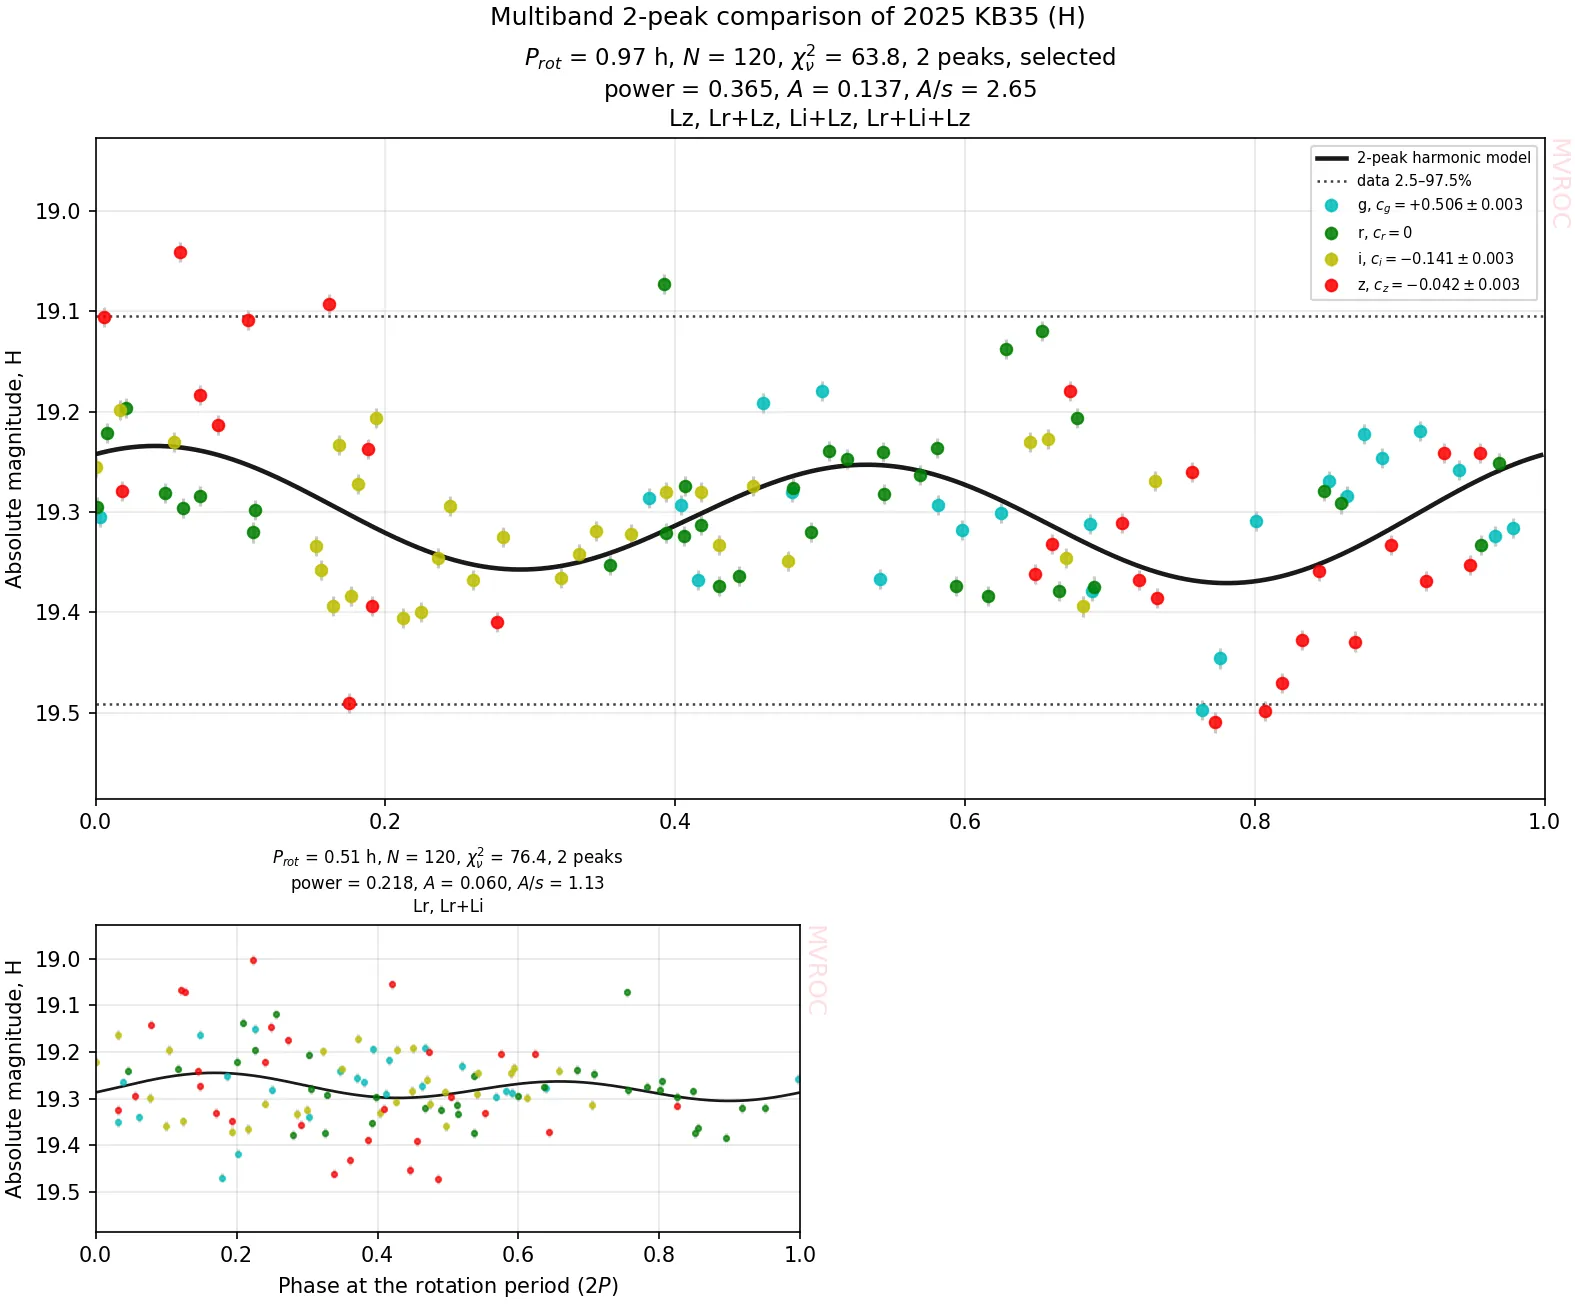 Multiband 2-peak comparison of 2025 KB35 (H)
P_rot = 0.97 h, N = 120, χ²_ν = 63.8, 2 peaks, selected
power = 0.365, A = 0.137, A/s = 2.65
Lz, Lr+Lz, Li+Lz, Lr+Li+Lz
2-peak harmonic model
data 2.5–97.5%
g, c_g = +0.506 ± 0.003
r, c_r = 0
i, c_i = −0.141 ± 0.003
z, c_z = −0.042 ± 0.003
MVROC
Absolute magnitude, H
19.0
19.1
19.2
19.3
19.4
19.5
0.0 0.2 0.4 0.6 0.8 1.0
P_rot = 0.51 h, N = 120, χ²_ν = 76.4, 2 peaks
power = 0.218, A = 0.060, A/s = 1.13
Lr, Lr+Li
MVROC
Absolute magnitude, H
19.0
19.1
19.2
19.3
19.4
19.5
0.0 0.2 0.4 0.6 0.8 1.0
Phase at the rotation period (2P)